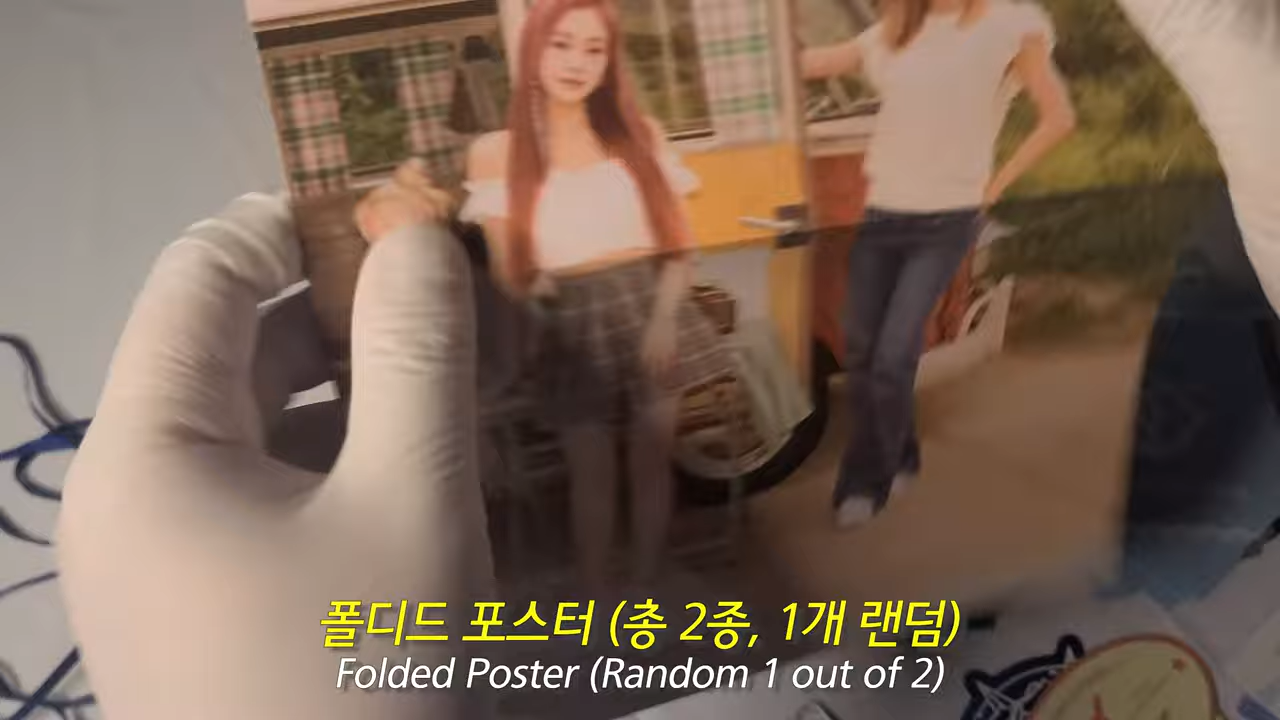 폴디드 포스터 (총 2종, 1개 랜덤)
Folded Poster (Random 1 out of 2)